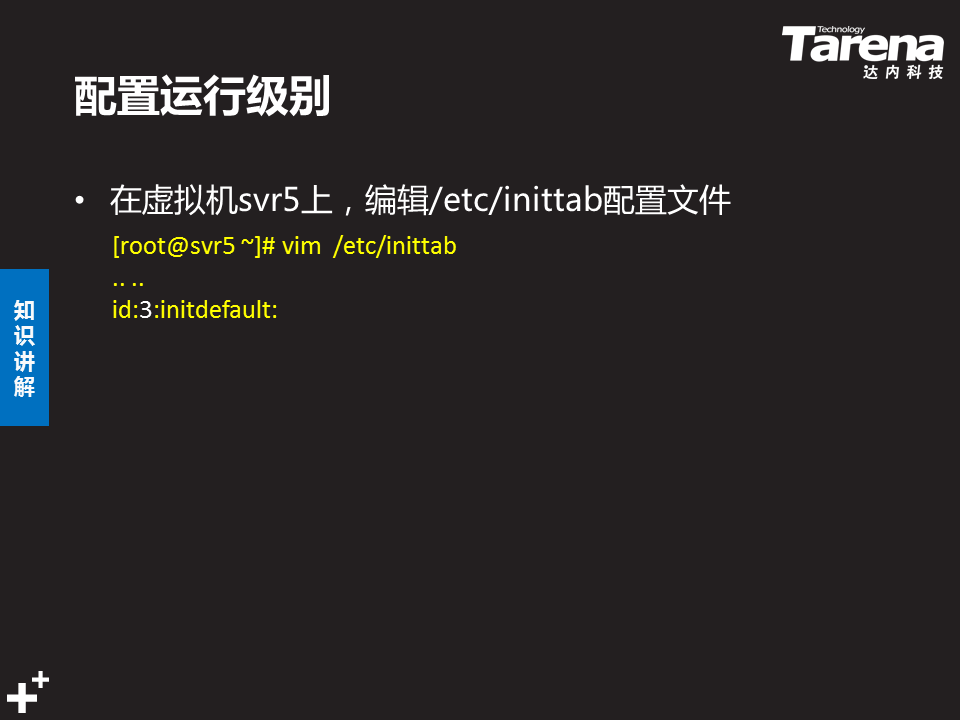 Technology
Tarena
达内科技
配置运行级别
• 在虚拟机svr5上，编辑/etc/inittab配置文件
[root@svr5 ~]# vim  /etc/inittab
.. ..
id:3:initdefault:
知
识
讲
解